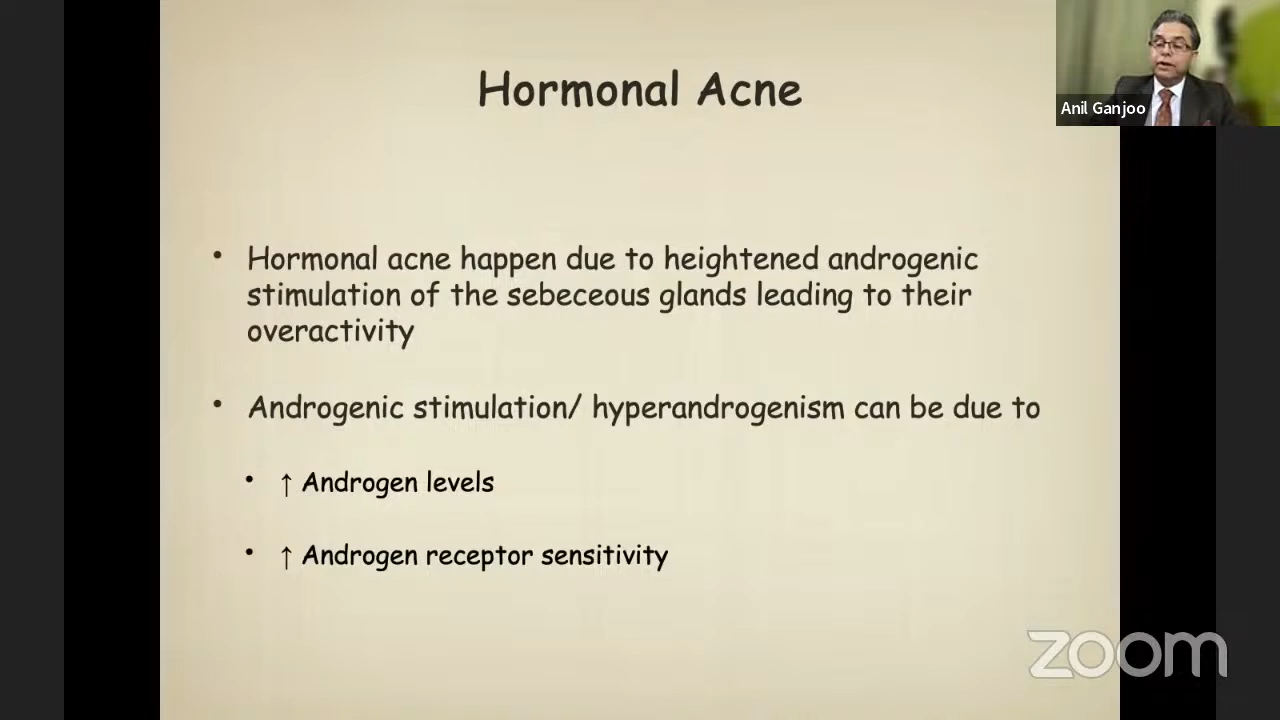 Hormonal Acne
Anil Ganjoo
• Hormonal acne happen due to heightened androgenic
stimulation of the sebeceous glands leading to their
overactivity
• Androgenic stimulation/ hyperandrogenism can be due to
• ↑ Androgen levels
• ↑ Androgen receptor sensitivity
zoom